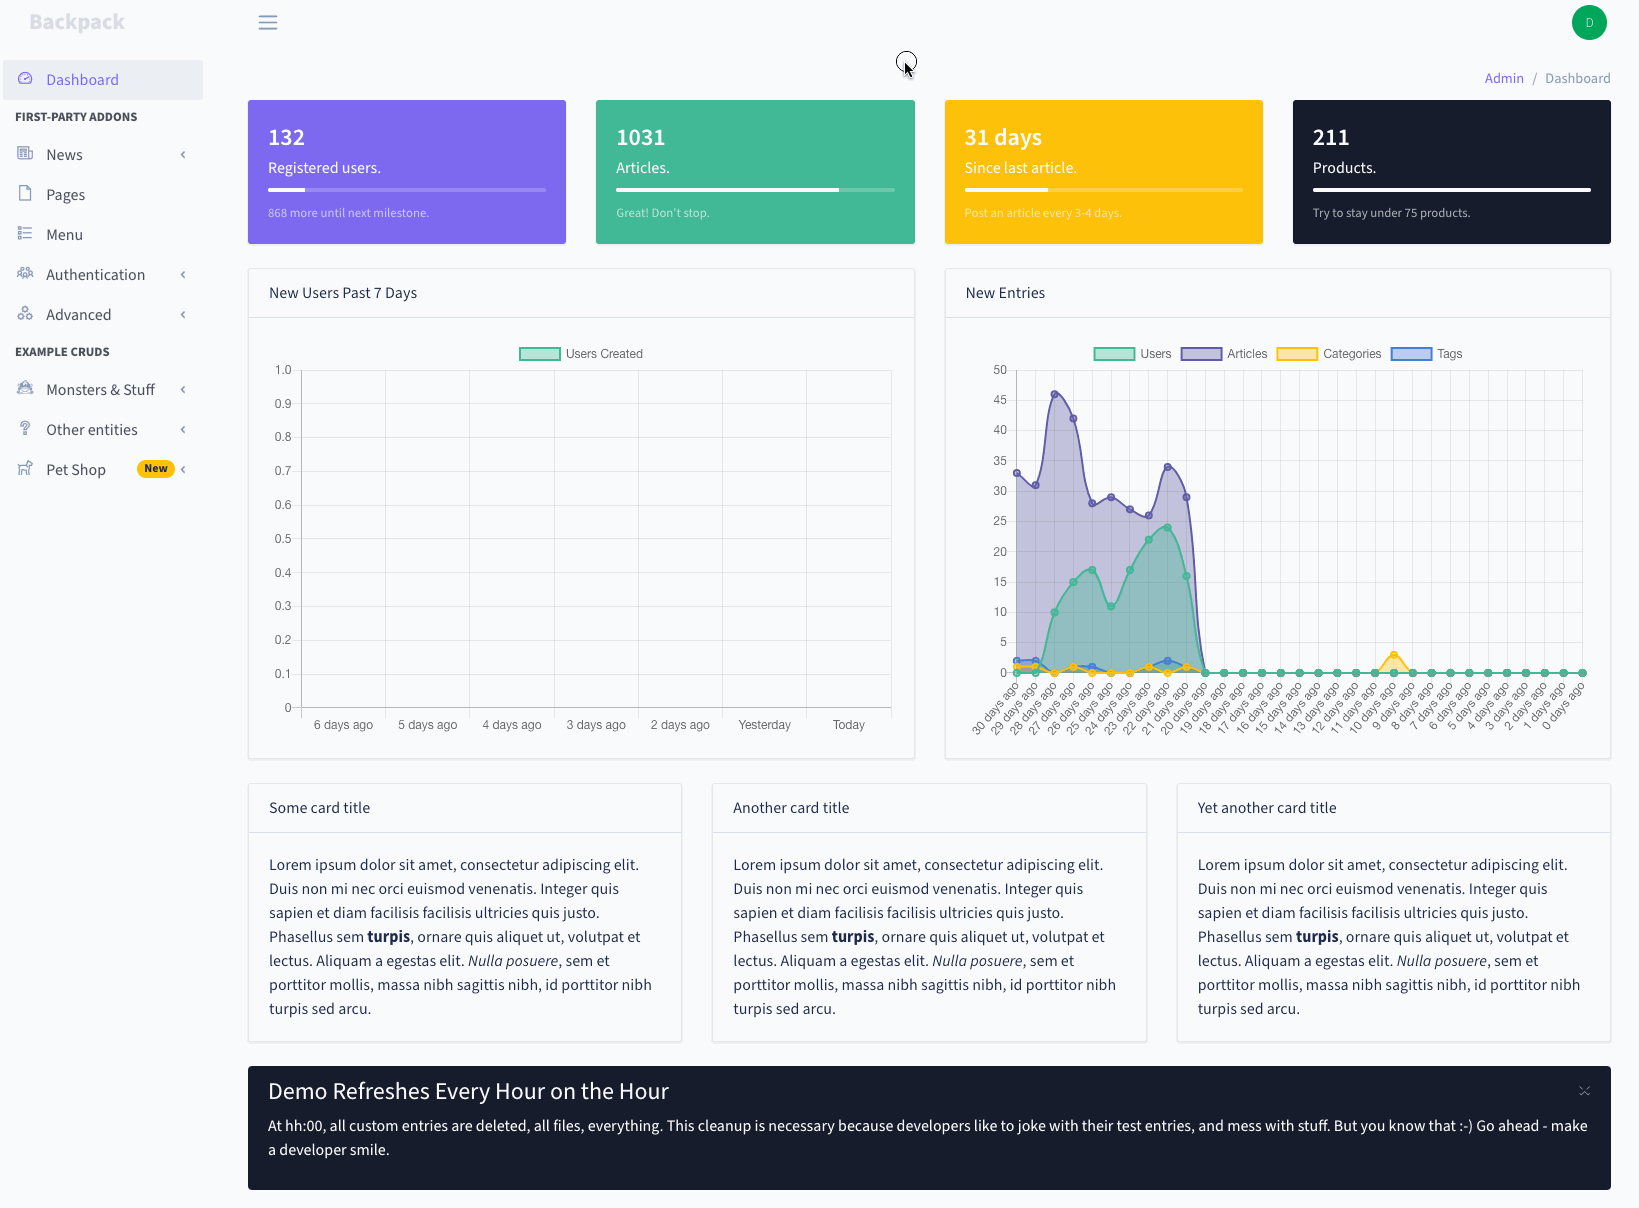 Backpack
D
Dashboard
Admin / Dashboard
FIRST-PARTY ADDONS
News
Pages
Menu
Authentication
Advanced
EXAMPLE CRUDS
Monsters & Stuff
Other entities
Pet Shop New
132
Registered users.
868 more until next milestone.
1031
Articles.
Great! Don't stop.
31 days
Since last article.
Post an article every 3-4 days.
211
Products.
Try to stay under 75 products.
New Users Past 7 Days
Users Created
1.0
0.9
0.8
0.7
0.6
0.5
0.4
0.3
0.2
0.1
0
6 days ago 5 days ago 4 days ago 3 days ago 2 days ago Yesterday Today
New Entries
Users Articles Categories Tags
50
45
40
35
30
25
20
15
10
5
0
30 days ago 29 days ago 28 days ago 27 days ago 26 days ago 25 days ago 24 days ago 23 days ago 22 days ago 21 days ago 20 days ago 19 days ago 18 days ago 17 days ago 16 days ago 15 days ago 14 days ago 13 days ago 12 days ago 11 days ago 10 days ago 9 days ago 8 days ago 7 days ago 6 days ago 5 days ago 4 days ago 3 days ago 2 days ago 1 days ago 0 days ago
Some card title
Lorem ipsum dolor sit amet, consectetur adipiscing elit.
Duis non mi nec orci euismod venenatis. Integer quis
sapien et diam facilisis facilisis ultricies quis justo.
Phasellus sem turpis, ornare quis aliquet ut, volutpat et
lectus. Aliquam a egestas elit. Nulla posuere, sem et
porttitor mollis, massa nibh sagittis nibh, id porttitor nibh
turpis sed arcu.
Another card title
Lorem ipsum dolor sit amet, consectetur adipiscing elit.
Duis non mi nec orci euismod venenatis. Integer quis
sapien et diam facilisis facilisis ultricies quis justo.
Phasellus sem turpis, ornare quis aliquet ut, volutpat et
lectus. Aliquam a egestas elit. Nulla posuere, sem et
porttitor mollis, massa nibh sagittis nibh, id porttitor nibh
turpis sed arcu.
Yet another card title
Lorem ipsum dolor sit amet, consectetur adipiscing elit.
Duis non mi nec orci euismod venenatis. Integer quis
sapien et diam facilisis facilisis ultricies quis justo.
Phasellus sem turpis, ornare quis aliquet ut, volutpat et
lectus. Aliquam a egestas elit. Nulla posuere, sem et
porttitor mollis, massa nibh sagittis nibh, id porttitor nibh
turpis sed arcu.
Demo Refreshes Every Hour on the Hour
At hh:00, all custom entries are deleted, all files, everything. This cleanup is necessary because developers like to joke with their test entries, and mess with stuff. But you know that :-) Go ahead - make
a developer smile.